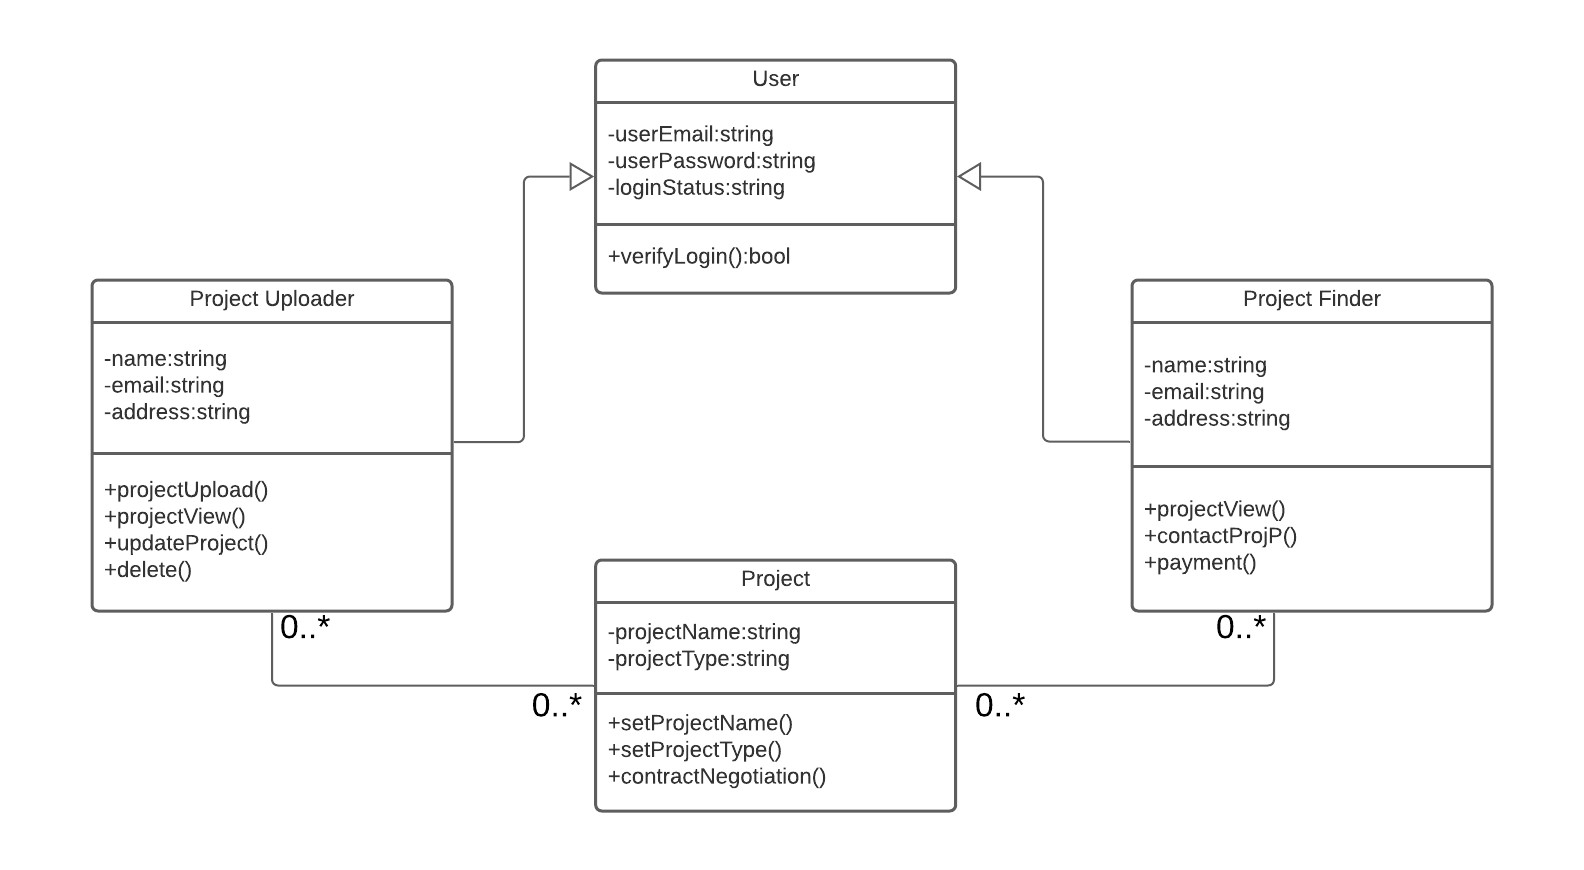 User
-userEmail:string
-userPassword:string
-loginStatus:string
+verifyLogin():bool
Project Uploader
-name:string
-email:string
-address:string
+projectUpload()
+projectView()
+updateProject()
+delete()
0..*
Project Finder
-name:string
-email:string
-address:string
+projectView()
+contactProjP()
+payment()
0..*
Project
-projectName:string
-projectType:string
+setProjectName()
+setProjectType()
+contractNegotiation()
0..*
0..*